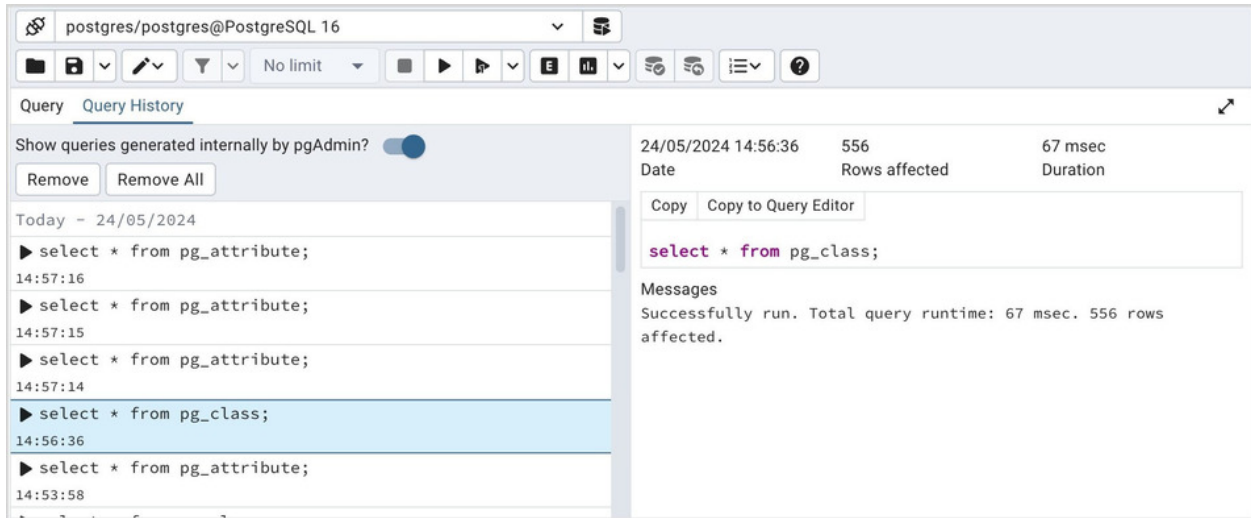 postgres/postgres@PostgreSQL 16
No limit
E
Query Query History
Show queries generated internally by pgAdmin?
Remove Remove All
Today - 24/05/2024
select * from pg_attribute;
14:57:16
select * from pg_attribute;
14:57:15
select * from pg_attribute;
14:57:14
select * from pg_class;
14:56:36
select * from pg_attribute;
14:53:58
24/05/2024 14:56:36 556 67 msec
Date Rows affected Duration
Copy Copy to Query Editor
select * from pg_class;
Messages
Successfully run. Total query runtime: 67 msec. 556 rows
affected.